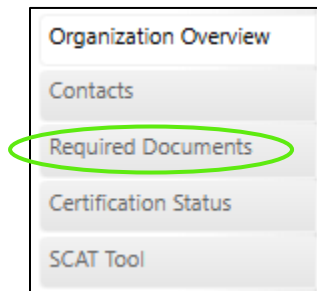 Organization Overview
Contacts
Required Documents
Certification Status
SCAT Tool